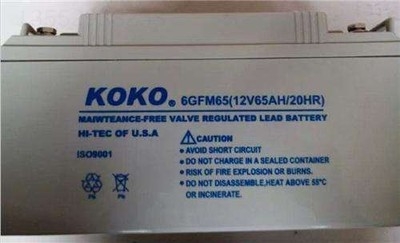 KOKO® 6GFM65(12V65AH/20HR)
MAIWTEANCE-FREE VALVE REGULATED LEAD BATTERY
HI-TEC OF U.S.A
ISO9001
⚠CAUTION
• AVOID SHORT CIRCUIT
• DO NOT CHARGE IN A SEALED CONTAINER
• RISK OF FIRE EXPLOSION OR BURNS.
• DO NOT DISASSEMBLE,HEAT ABOVE 55°C
OR INCINERATE.
Pb
Pb